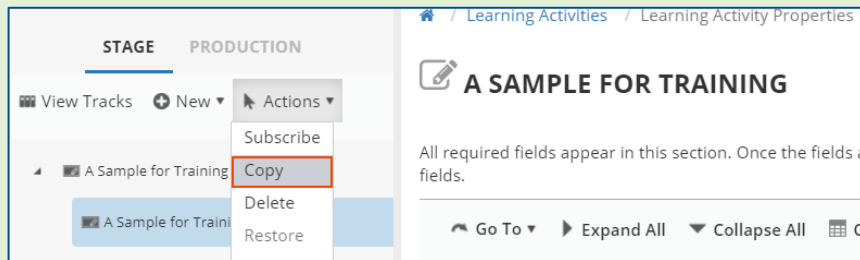 / Learning Activities / Learning Activity Properties
STAGE PRODUCTION
A SAMPLE FOR TRAINING
View Tracks New Actions
Subscribe
All required fields appear in this section. Once the fields
fields.
A Sample for Training
Copy
Delete
A Sample for Traini
Restore
Go To Expand All Collapse All